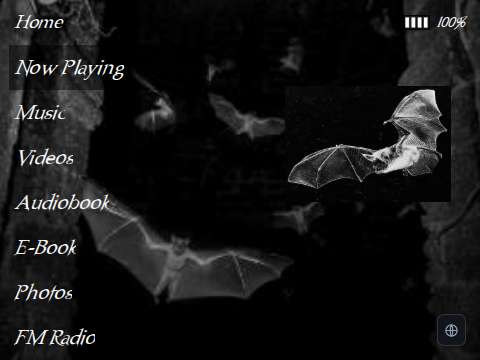 Home
100%
Now Playing
Music
Videos
Audiobook
E-Book
Photos
FM Radio